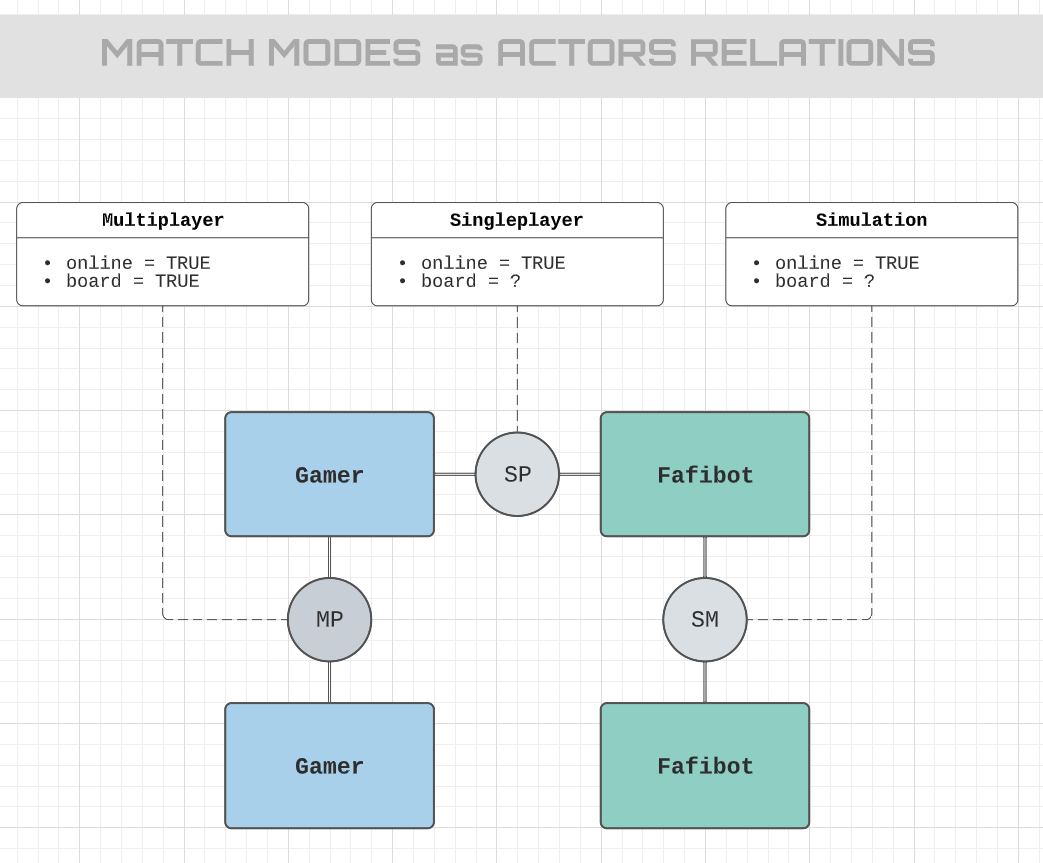 MATCH MODES as ACTORS RELATIONS
Multiplayer
• online = TRUE
• board = TRUE
Singleplayer
• online = TRUE
• board = ?
Simulation
• online = TRUE
• board = ?
Gamer
SP
Fafibot
MP
SM
Gamer
Fafibot